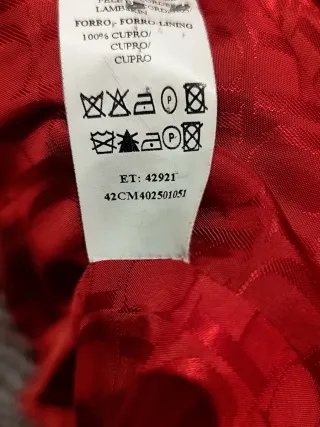 FORRO- FORRO-LINING
100% CUPRO/
CUPRO/
CUPRO
P
P
ET: 42921
42CM402501051